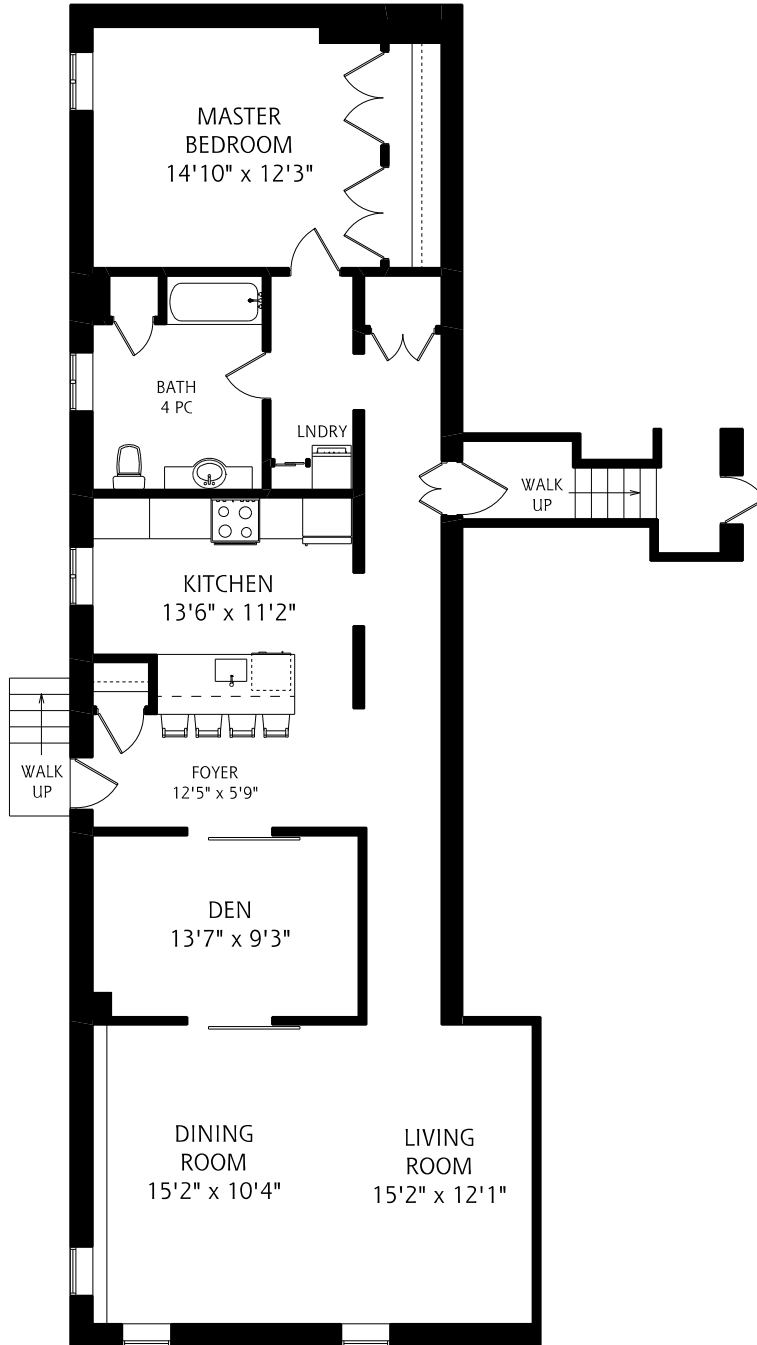 MASTER
BEDROOM
14'10" x 12'3"
BATH
4 PC
LNDRY
WALK
UP
KITCHEN
13'6" x 11'2"
WALK
UP
FOYER
12'5" x 5'9"
DEN
13'7" x 9'3"
DINING
ROOM
15'2" x 10'4"
LIVING
ROOM
15'2" x 12'1"